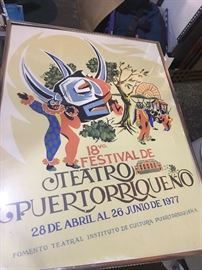 18vo.
FESTIVAL DE
TEATRO
PUERTORRIQUEÑO
28 DE ABRIL AL 26 JUNIO DE 1977
FOMENTO TEATRAL INSTITUTO DE CULTURA PUERTORRIQUEÑA